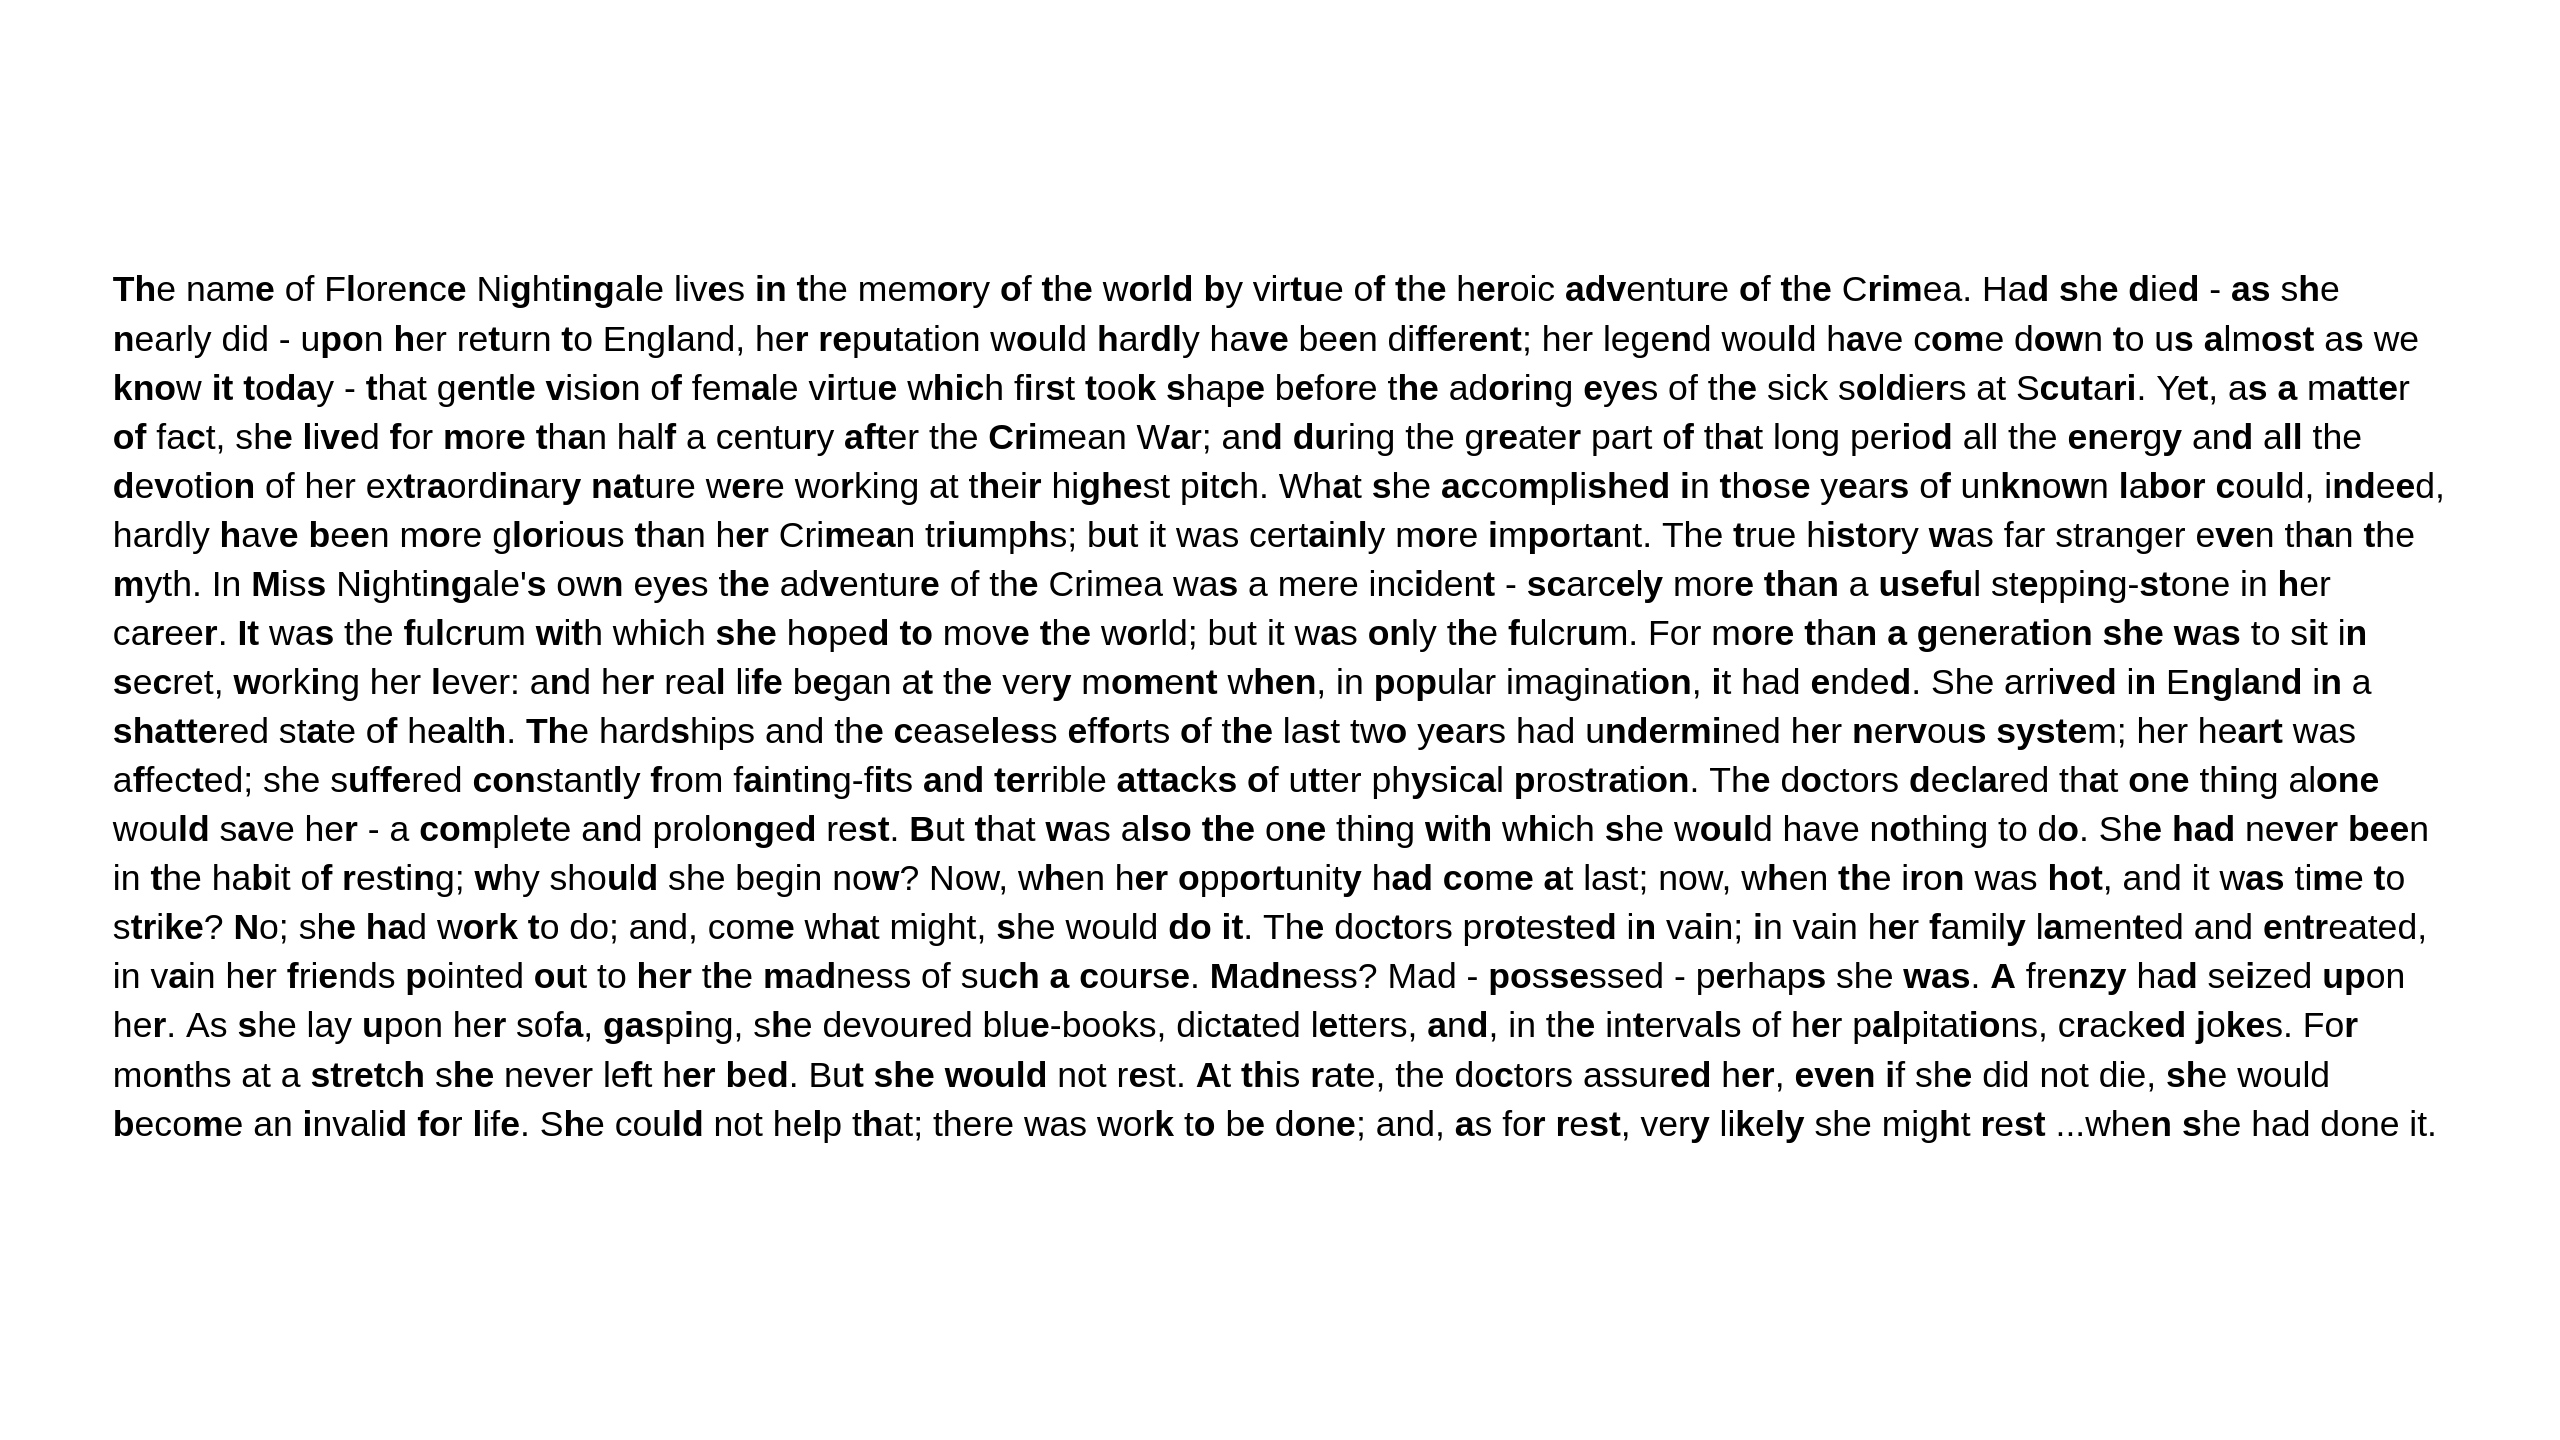 The name of Florence Nightingale lives in the memory of the world by virtue of the heroic adventure of the Crimea. Had she died - as she
nearly did - upon her return to England, her reputation would hardly have been different; her legend would have come down to us almost as we
know it today - that gentle vision of female virtue which first took shape before the adoring eyes of the sick soldiers at Scutari. Yet, as a matter
of fact, she lived for more than half a century after the Crimean War; and during the greater part of that long period all the energy and all the
devotion of her extraordinary nature were working at their highest pitch. What she accomplished in those years of unknown labor could, indeed,
hardly have been more glorious than her Crimean triumphs; but it was certainly more important. The true history was far stranger even than the
myth. In Miss Nightingale's own eyes the adventure of the Crimea was a mere incident - scarcely more than a useful stepping-stone in her
career. It was the fulcrum with which she hoped to move the world; but it was only the fulcrum. For more than a generation she was to sit in
secret, working her lever: and her real life began at the very moment when, in popular imagination, it had ended. She arrived in England in a
shattered state of health. The hardships and the ceaseless efforts of the last two years had undermined her nervous system; her heart was
affected; she suffered constantly from fainting-fits and terrible attacks of utter physical prostration. The doctors declared that one thing alone
would save her - a complete and prolonged rest. But that was also the one thing with which she would have nothing to do. She had never been
in the habit of resting; why should she begin now? Now, when her opportunity had come at last; now, when the iron was hot, and it was time to
strike? No; she had work to do; and, come what might, she would do it. The doctors protested in vain; in vain her family lamented and entreated,
in vain her friends pointed out to her the madness of such a course. Madness? Mad - possessed - perhaps she was. A frenzy had seized upon
her. As she lay upon her sofa, gasping, she devoured blue-books, dictated letters, and, in the intervals of her palpitations, cracked jokes. For
months at a stretch she never left her bed. But she would not rest. At this rate, the doctors assured her, even if she did not die, she would
become an invalid for life. She could not help that; there was work to be done; and, as for rest, very likely she might rest ...when she had done it.